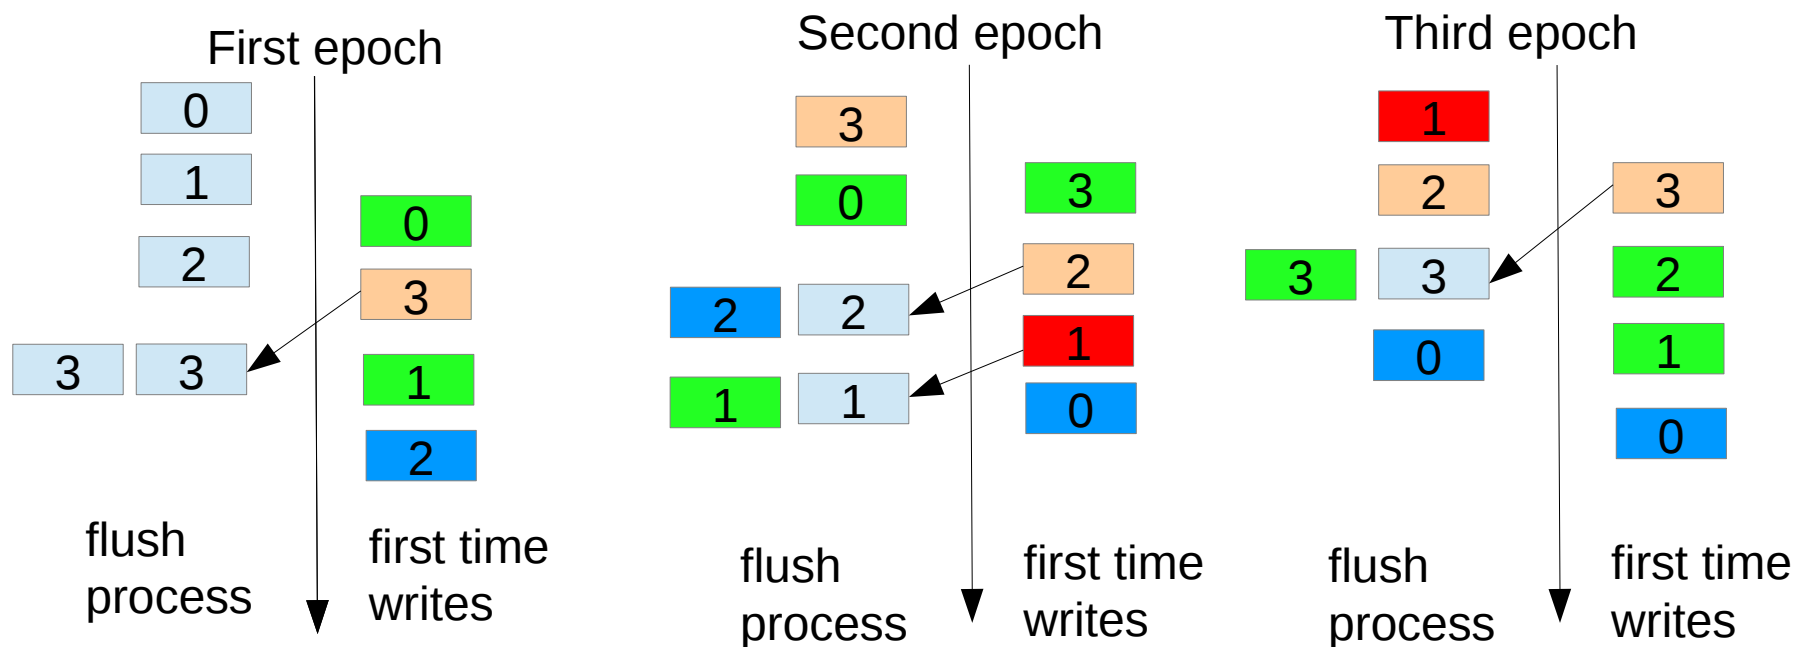 First epoch
0
1
2
3 3
0
3
1
2
flush
process
first time
writes
Second epoch
3
0
2 2
1 1
3
2
1
0
flush
process
first time
writes
Third epoch
1
2
3 3
0
3
2
1
0
flush
process
first time
writes